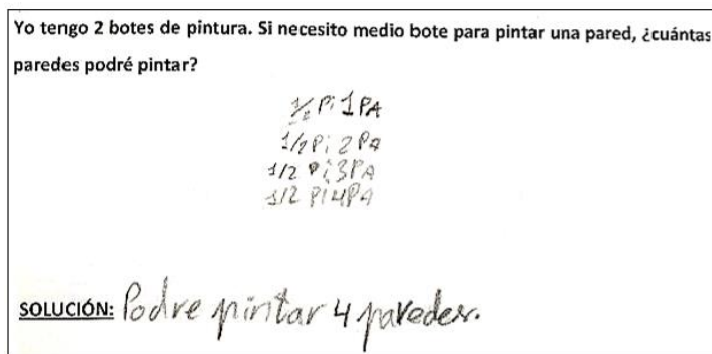 Yo tengo 2 botes de pintura. Si necesito medio bote para pintar una pared, ¿cuántas
paredes podré pintar?
1/2 Pi 1 PA
1/2 Pi 2 Pa
1/2 Pi 3 PA
1/2 Pi 4 PA
SOLUCIÓN: Podre pintar 4 paredes.